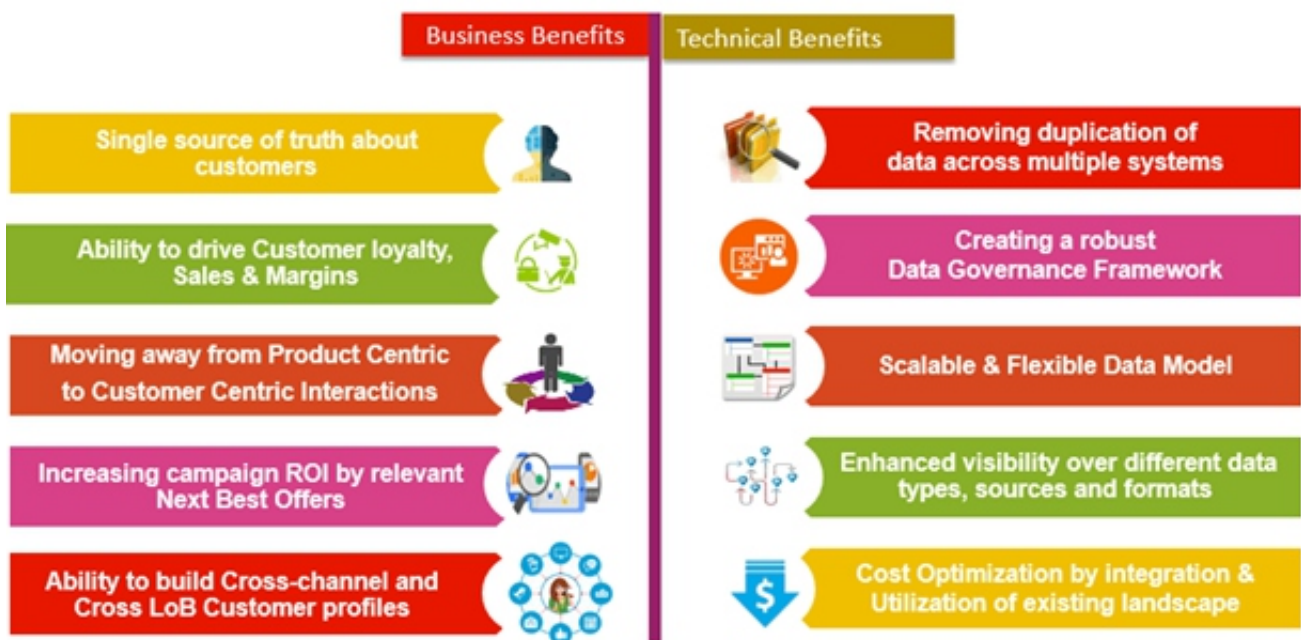 Business Benefits
Technical Benefits
Single source of truth about
customers
Ability to drive Customer loyalty,
Sales & Margins
Moving away from Product Centric
to Customer Centric Interactions
Increasing campaign ROI by relevant
Next Best Offers
Ability to build Cross-channel and
Cross LoB Customer profiles
Removing duplication of
data across multiple systems
Creating a robust
Data Governance Framework
Scalable & Flexible Data Model
Enhanced visibility over different data
types, sources and formats
Cost Optimization by integration &
Utilization of existing landscape
$